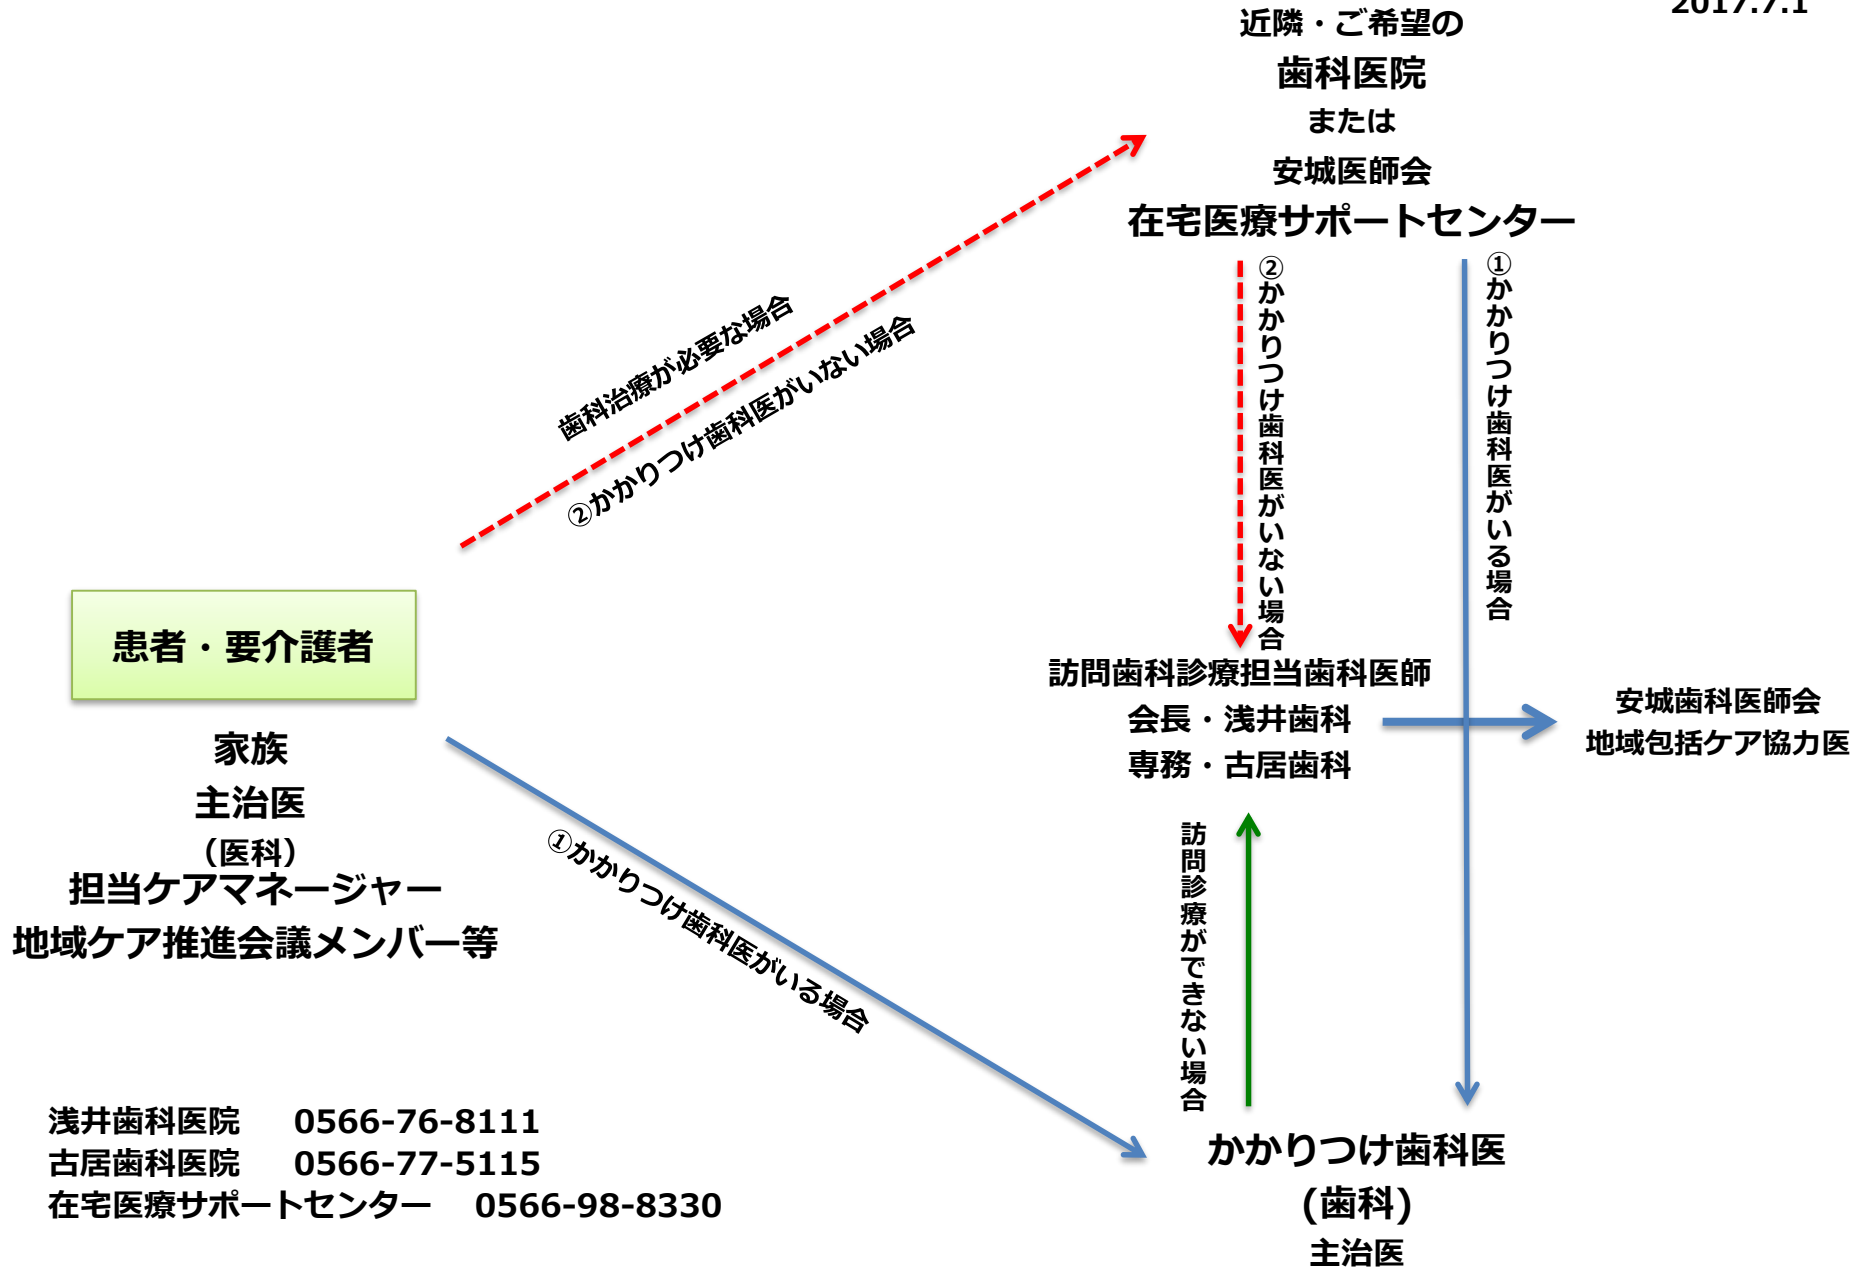 2017.7.1
近隣・ご希望の
歯科医院
または
安城医師会
在宅医療サポートセンター
歯科治療が必要な場合
②かかりつけ歯科医がいない場合
②かかりつけ歯科医がいない場合
①かかりつけ歯科医がいる場合
患者・要介護者
家族
主治医
（医科）
担当ケアマネージャー
地域ケア推進会議メンバー等
訪問歯科診療担当歯科医師
会長・浅井歯科
専務・古居歯科
安城歯科医師会
地域包括ケア協力医
①かかりつけ歯科医がいる場合
訪問診療ができない場合
かかりつけ歯科医
(歯科)
主治医
浅井歯科医院 0566-76-8111
古居歯科医院 0566-77-5115
在宅医療サポートセンター 0566-98-8330